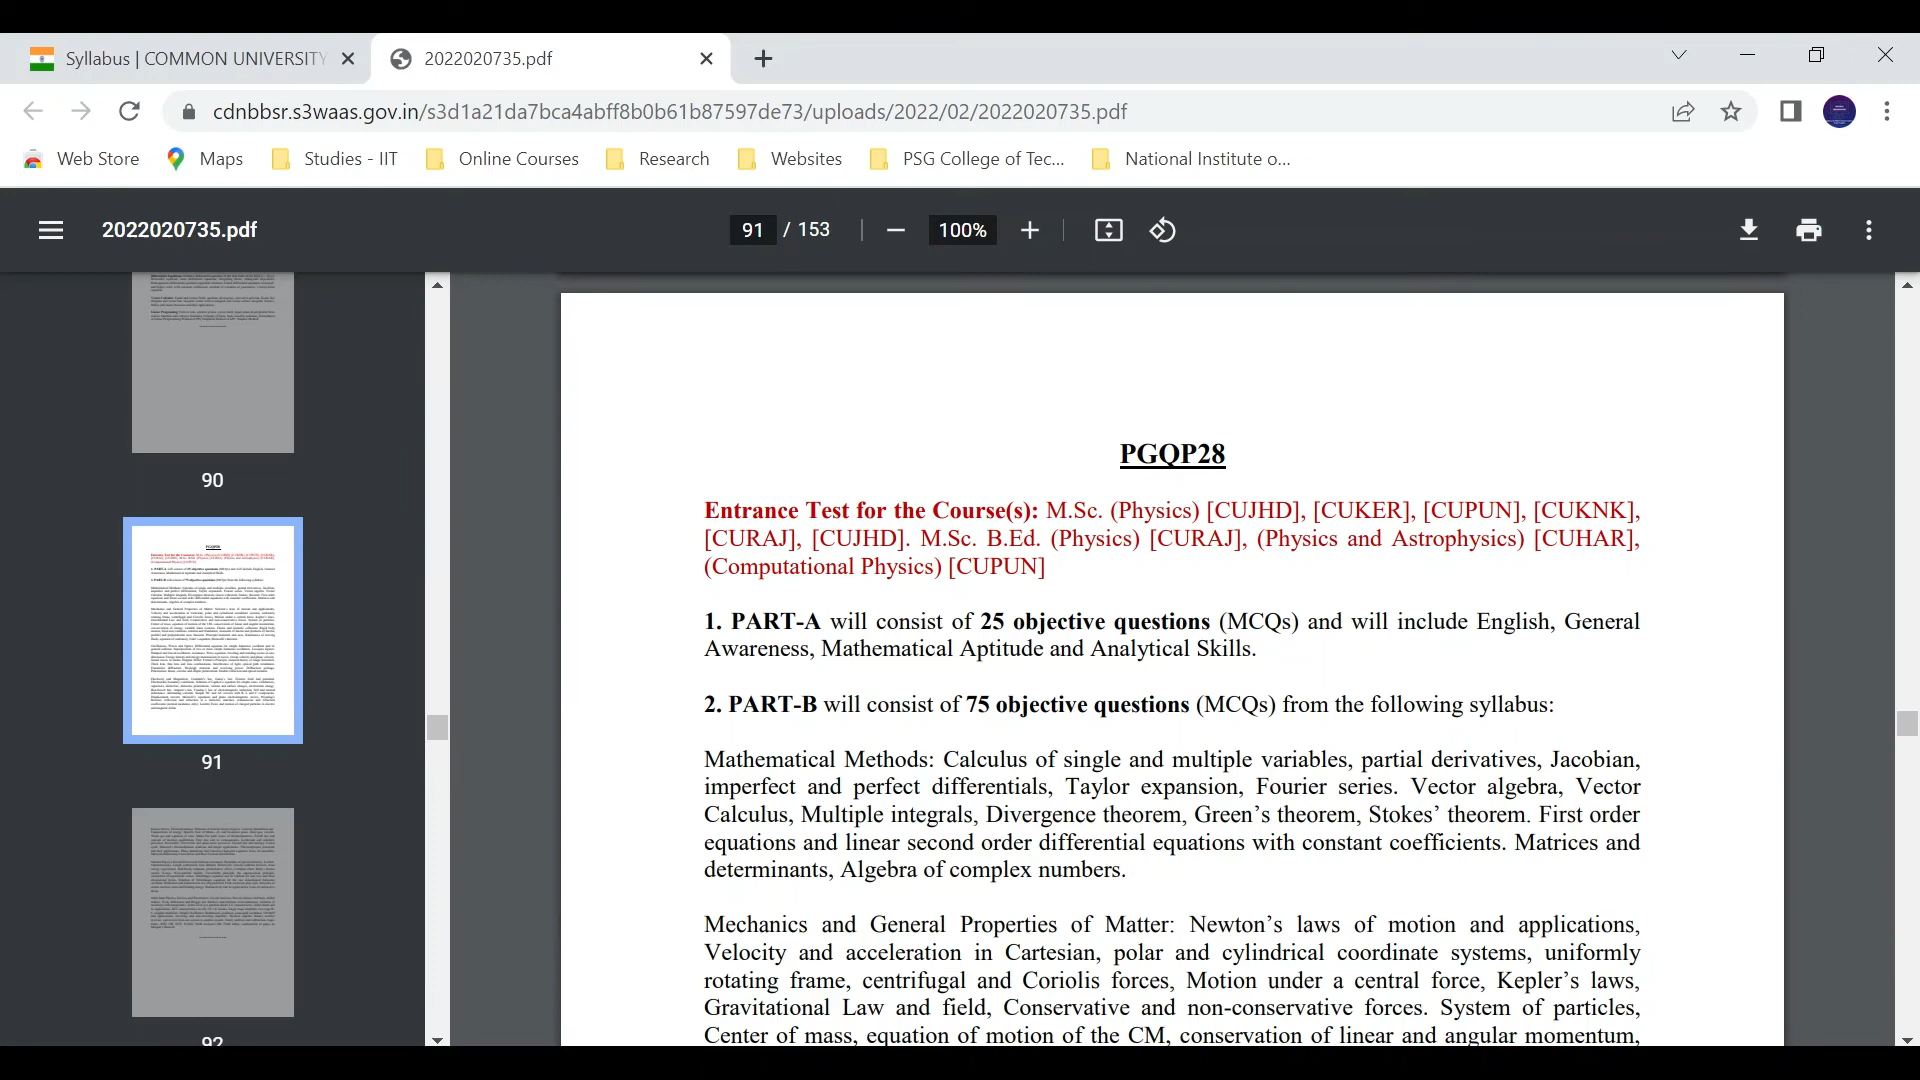 Syllabus | COMMON UNIVERSITY
2022020735.pdf
cdnbbsr.s3waas.gov.in/s3d1a21da7bca4abff8b0b61b87597de73/uploads/2022/02/2022020735.pdf
Web Store
Maps
Studies - IIT
Online Courses
Research
Websites
PSG College of Tec...
National Institute o...
2022020735.pdf
91 / 153
100%
90
91
92
PGQP28
Entrance Test for the Course(s): M.Sc. (Physics) [CUJHD], [CUKER], [CUPUN], [CUKNK],
[CURAJ], [CUJHD]. M.Sc. B.Ed. (Physics) [CURAJ], (Physics and Astrophysics) [CUHAR],
(Computational Physics) [CUPUN]
1. PART-A will consist of 25 objective questions (MCQs) and will include English, General
Awareness, Mathematical Aptitude and Analytical Skills.
2. PART-B will consist of 75 objective questions (MCQs) from the following syllabus:
Mathematical Methods: Calculus of single and multiple variables, partial derivatives, Jacobian,
imperfect and perfect differentials, Taylor expansion, Fourier series. Vector algebra, Vector
Calculus, Multiple integrals, Divergence theorem, Green’s theorem, Stokes’ theorem. First order
equations and linear second order differential equations with constant coefficients. Matrices and
determinants, Algebra of complex numbers.
Mechanics and General Properties of Matter: Newton’s laws of motion and applications,
Velocity and acceleration in Cartesian, polar and cylindrical coordinate systems, uniformly
rotating frame, centrifugal and Coriolis forces, Motion under a central force, Kepler’s laws,
Gravitational Law and field, Conservative and non-conservative forces. System of particles,
Center of mass, equation of motion of the CM, conservation of linear and angular momentum,